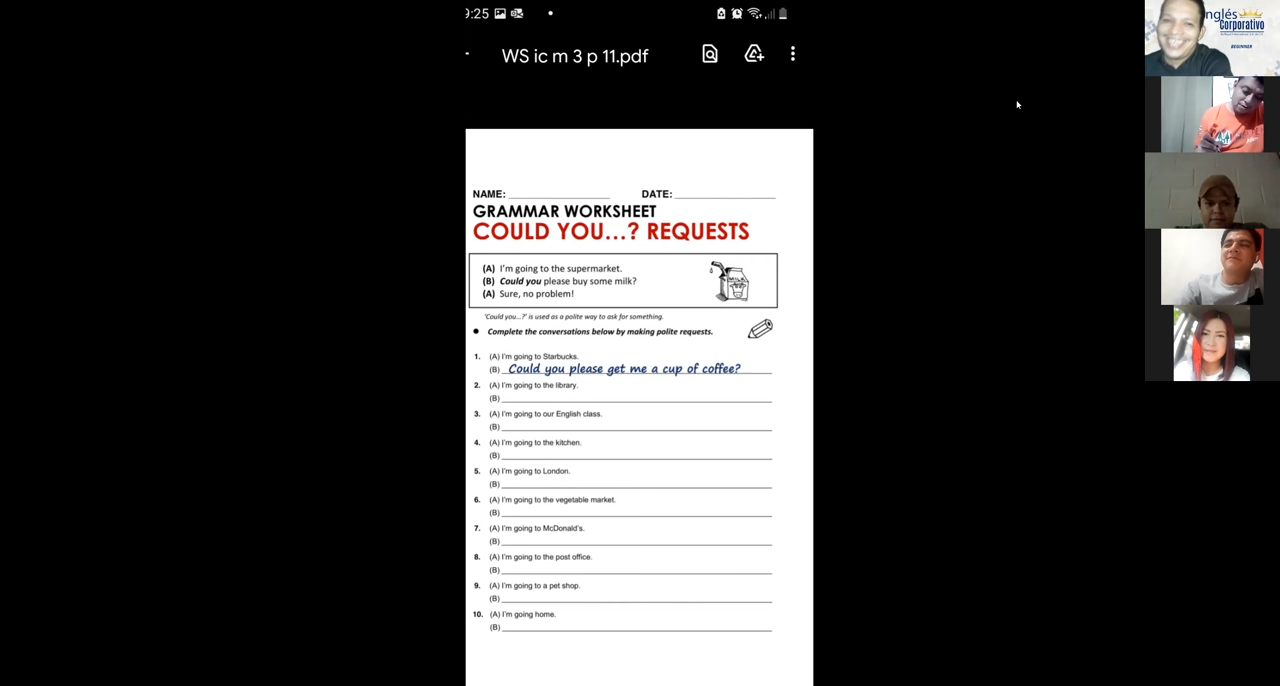 9:25
WS ic m 3 p 11.pdf
NAME: DATE:
GRAMMAR WORKSHEET
COULD YOU...? REQUESTS
(A) I'm going to the supermarket.
(B) Could you please buy some milk?
(A) Sure, no problem!
MILK
'Could you...?' is used as a polite way to ask for something.
● Complete the conversations below by making polite requests.
1. (A) I'm going to Starbucks.
(B) Could you please get me a cup of coffee?
2. (A) I'm going to the library.
(B)
3. (A) I'm going to our English class.
(B)
4. (A) I'm going to the kitchen.
(B)
5. (A) I'm going to London.
(B)
6. (A) I'm going to the vegetable market.
(B)
7. (A) I'm going to McDonald's.
(B)
8. (A) I'm going to the post office.
(B)
9. (A) I'm going to a pet shop.
(B)
10. (A) I'm going home.
(B)
nglés
Corporativo
BEGINNER